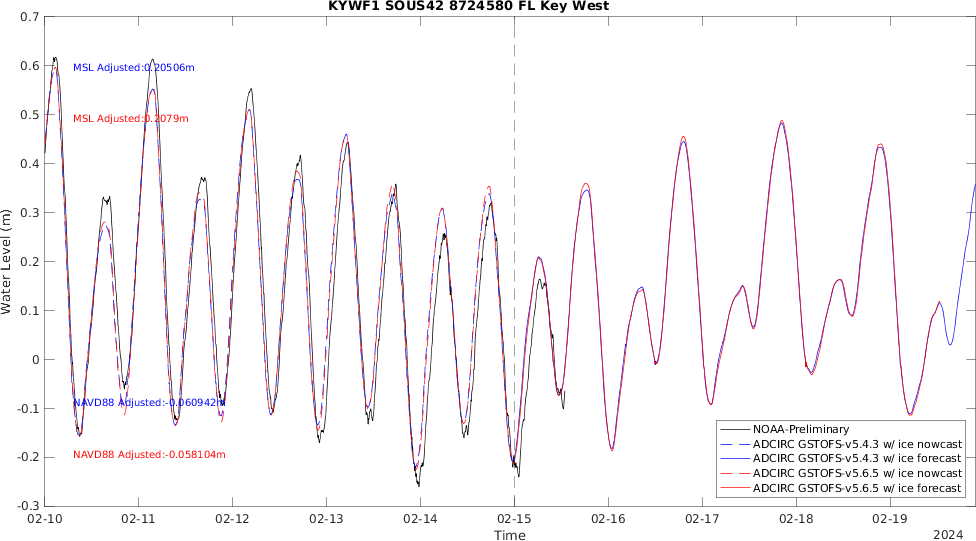 KYWF1 SOUS42 8724580 FL Key West
0.7
0.6
0.5
0.4
0.3
0.2
0.1
0
-0.1
-0.2
-0.3
Water Level (m)
MSL Adjusted:0.20506m
MSL Adjusted:0.2079m
NAVD88 Adjusted:-0.060942m
NAVD88 Adjusted:-0.058104m
NOAA-Preliminary
ADCIRC GSTOFS-v5.4.3 w/ ice nowcast
ADCIRC GSTOFS-v5.4.3 w/ ice forecast
ADCIRC GSTOFS-v5.6.5 w/ ice nowcast
ADCIRC GSTOFS-v5.6.5 w/ ice forecast
02-10 02-11 02-12 02-13 02-14 02-15 02-16 02-17 02-18 02-19
Time
2024